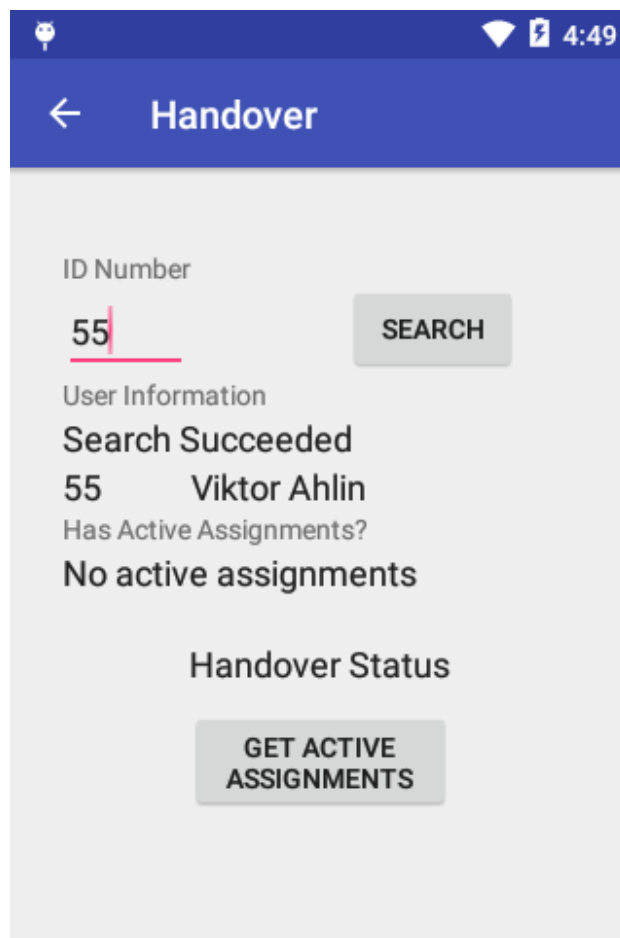 4:49
Handover
ID Number
55 SEARCH
User Information
Search Succeeded
55 Viktor Ahlin
Has Active Assignments?
No active assignments
Handover Status
GET ACTIVE
ASSIGNMENTS